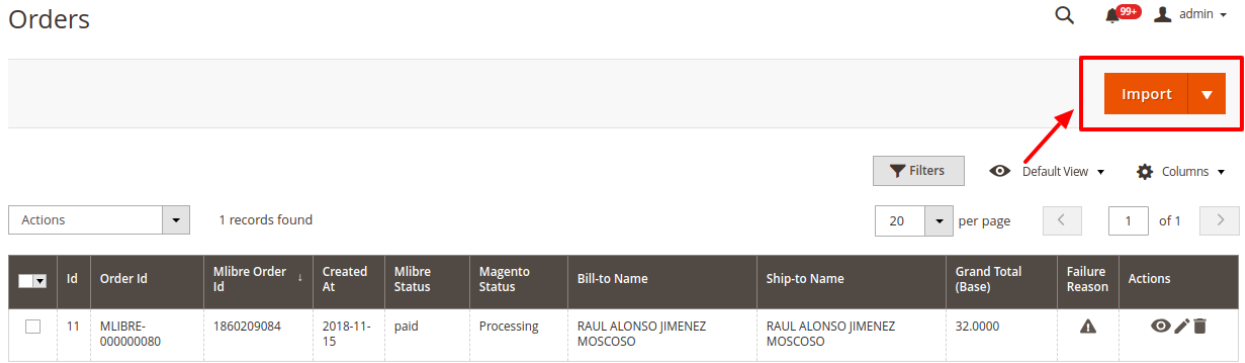 Orders
99+ admin
Import
Filters Default View Columns
Actions 1 records found 20 per page 1 of 1
Id Order Id Mlibre Order Id ↓ Created At Mlibre Status Magento Status Bill-to Name Ship-to Name Grand Total (Base) Failure Reason Actions
11 MLIBRE-000000080 1860209084 2018-11-15 paid Processing RAUL ALONSO JIMENEZ MOSCOSO RAUL ALONSO JIMENEZ MOSCOSO 32.0000